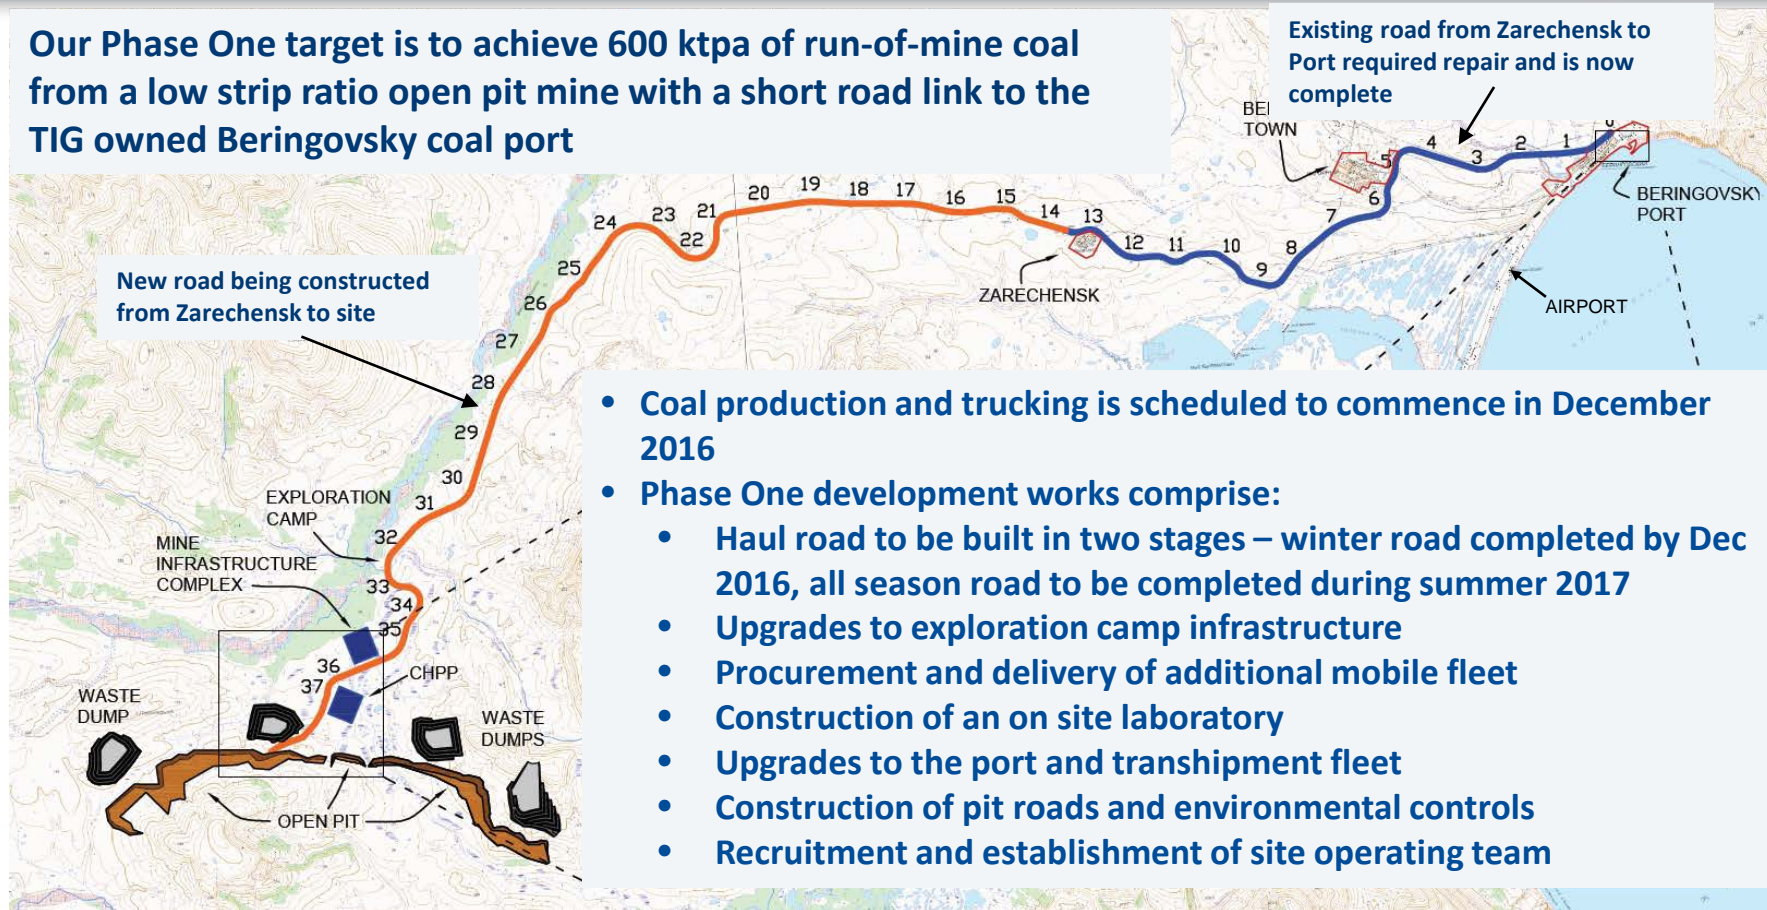 Our Phase One target is to achieve 600 ktpa of run-of-mine coal
from a low strip ratio open pit mine with a short road link to the
TIG owned Beringovsky coal port
Existing road from Zarechensk to
Port required repair and is now
complete
TOWN
BERINGOVSKY
PORT
AIRPORT
1
2
3
4
5
6
7
8
9
10
11
12
13
14
15
16
17
18
19
20
21
22
23
24
25
26
27
28
29
30
31
32
33
34
35
36
37
ZARECHENSK
New road being constructed
from Zarechensk to site
EXPLORATION
CAMP
MINE
INFRASTRUCTURE
COMPLEX
CHPP
WASTE
DUMP
WASTE
DUMPS
OPEN PIT
• Coal production and trucking is scheduled to commence in December
2016
• Phase One development works comprise:
• Haul road to be built in two stages – winter road completed by Dec
2016, all season road to be completed during summer 2017
• Upgrades to exploration camp infrastructure
• Procurement and delivery of additional mobile fleet
• Construction of an on site laboratory
• Upgrades to the port and transhipment fleet
• Construction of pit roads and environmental controls
• Recruitment and establishment of site operating team